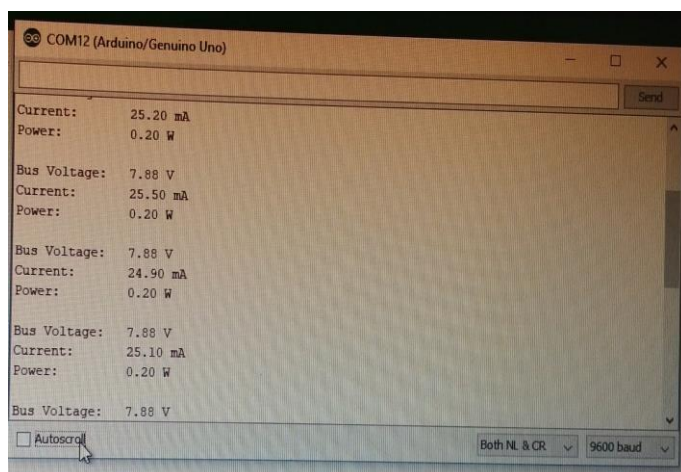 COM12 (Arduino/Genuino Uno)
Send
Current: 25.20 mA
Power: 0.20 W
Bus Voltage: 7.88 V
Current: 25.50 mA
Power: 0.20 W
Bus Voltage: 7.88 V
Current: 24.90 mA
Power: 0.20 W
Bus Voltage: 7.88 V
Current: 25.10 mA
Power: 0.20 W
Bus Voltage: 7.88 V
Autoscroll
Both NL & CR
9600 baud